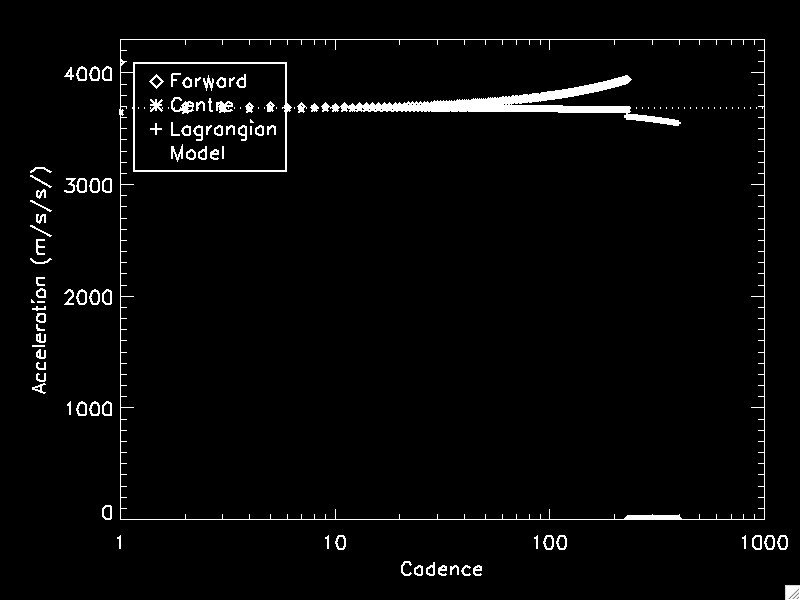 4000
3000
2000
1000
0
Acceleration (m/s/s/)
Forward
Centre
Lagrangian
Model
1 10 100 1000
Cadence